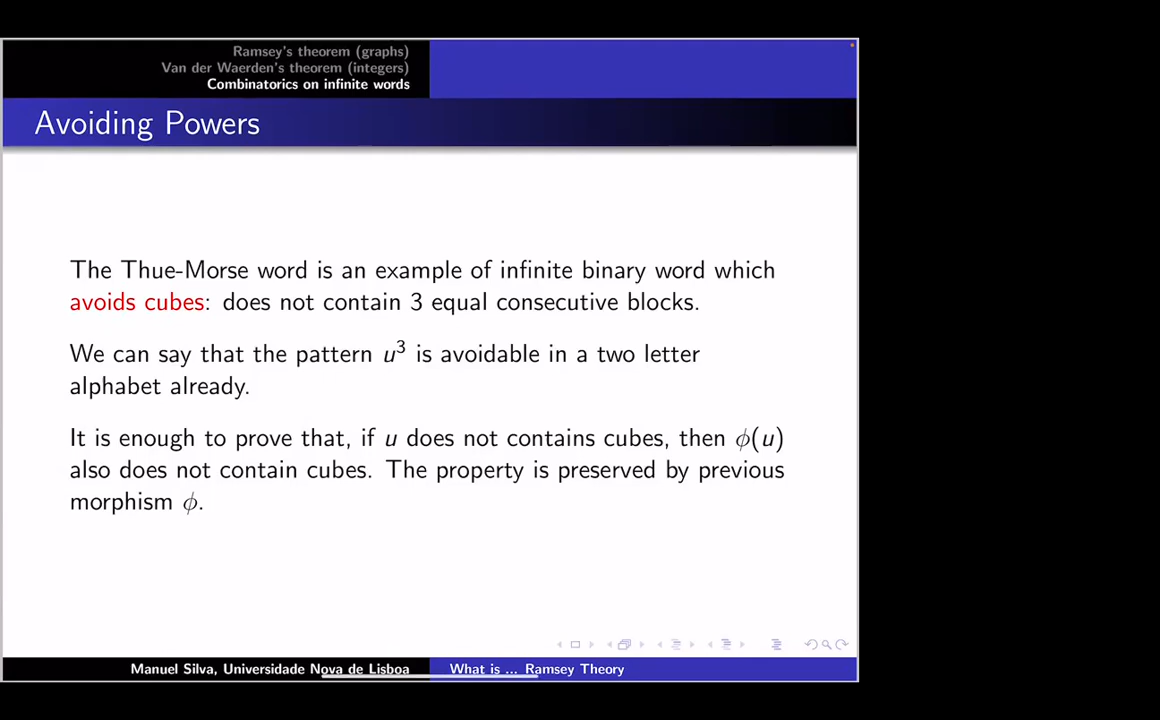 Ramsey's theorem (graphs)
Van der Waerden's theorem (integers)
Combinatorics on infinite words
Avoiding Powers
The Thue-Morse word is an example of infinite binary word which
avoids cubes: does not contain 3 equal consecutive blocks.
We can say that the pattern u³ is avoidable in a two letter
alphabet already.
It is enough to prove that, if u does not contains cubes, then ϕ(u)
also does not contain cubes. The property is preserved by previous
morphism ϕ.
Manuel Silva, Universidade Nova de Lisboa
What is ... Ramsey Theory